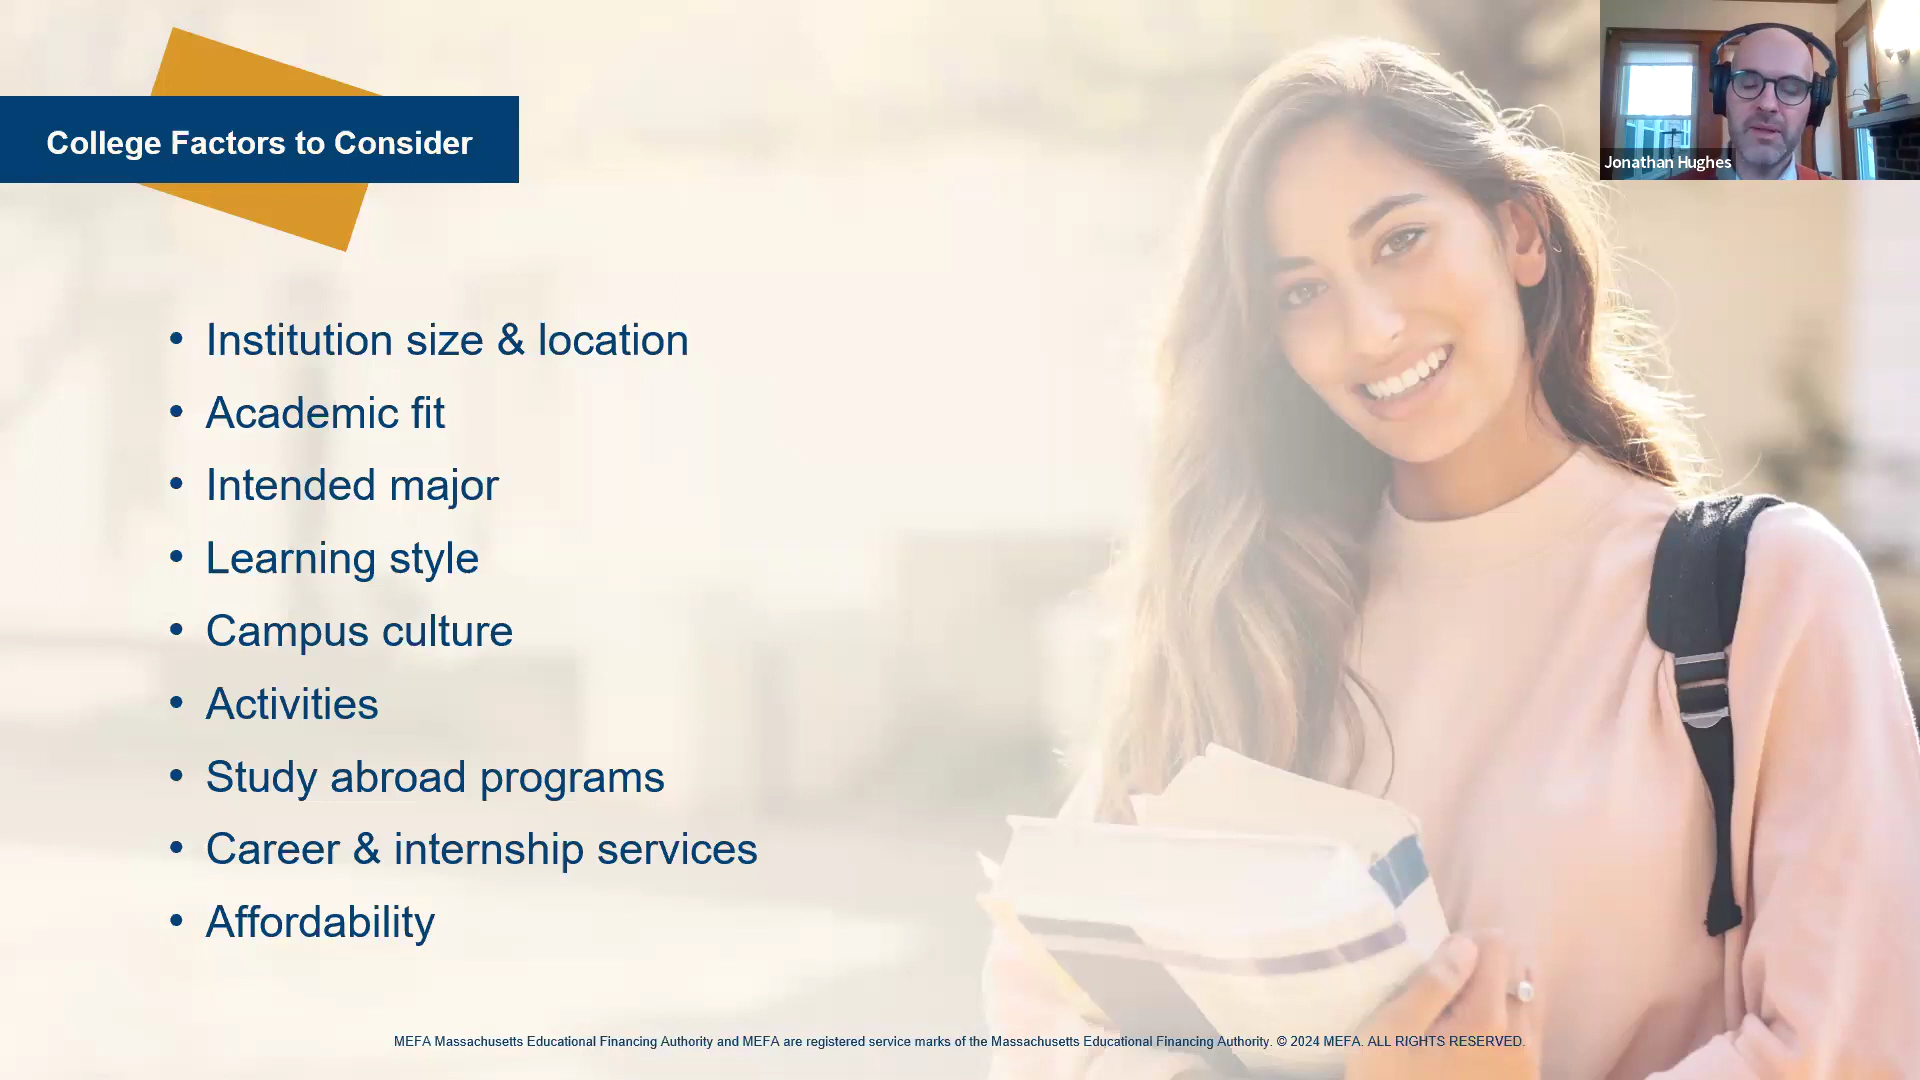 College Factors to Consider
Jonathan Hughes
• Institution size & location
• Academic fit
• Intended major
• Learning style
• Campus culture
• Activities
• Study abroad programs
• Career & internship services
• Affordability
MEFA Massachusetts Educational Financing Authority and MEFA are registered service marks of the Massachusetts Educational Financing Authority. © 2024 MEFA. ALL RIGHTS RESERVED.